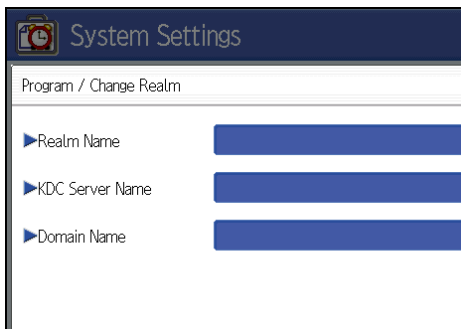 System Settings
Program / Change Realm
▶Realm Name
▶KDC Server Name
▶Domain Name